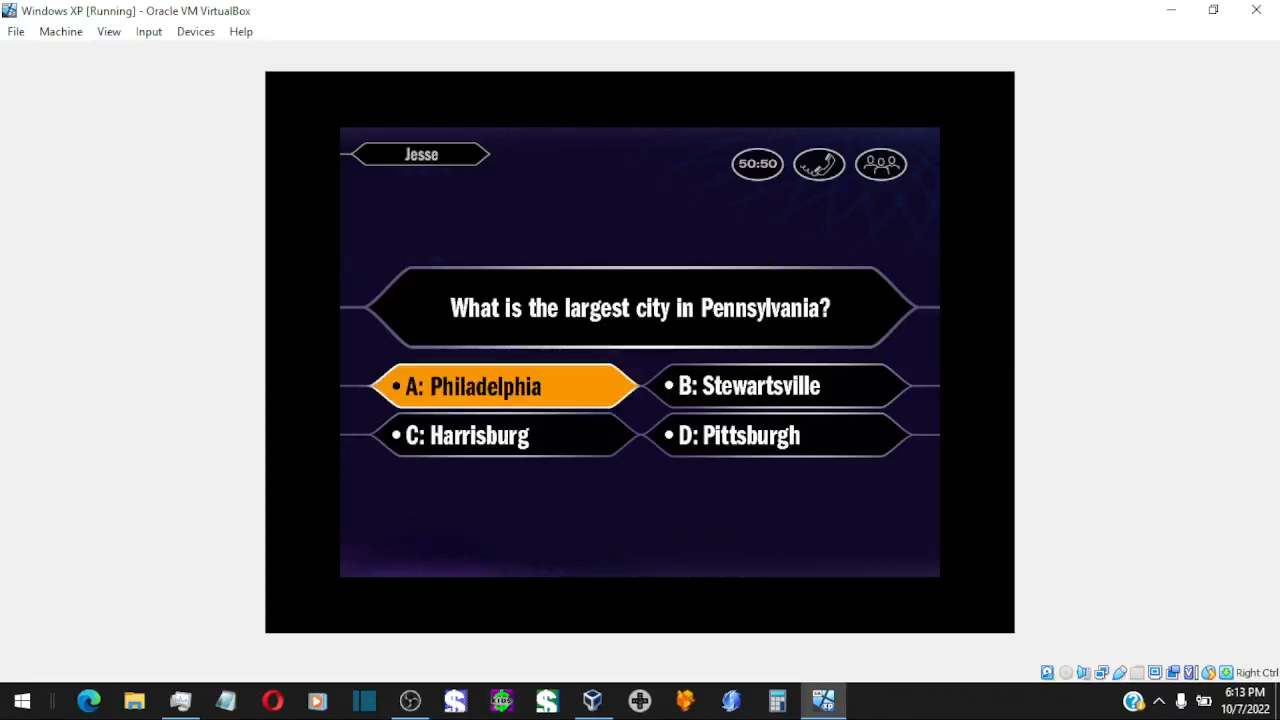 Windows XP [Running] - Oracle VM VirtualBox
File Machine View Input Devices Help
Jesse
50:50
What is the largest city in Pennsylvania?
• A: Philadelphia
• B: Stewartsville
• C: Harrisburg
• D: Pittsburgh
Right Ctrl
6:13 PM
10/7/2022